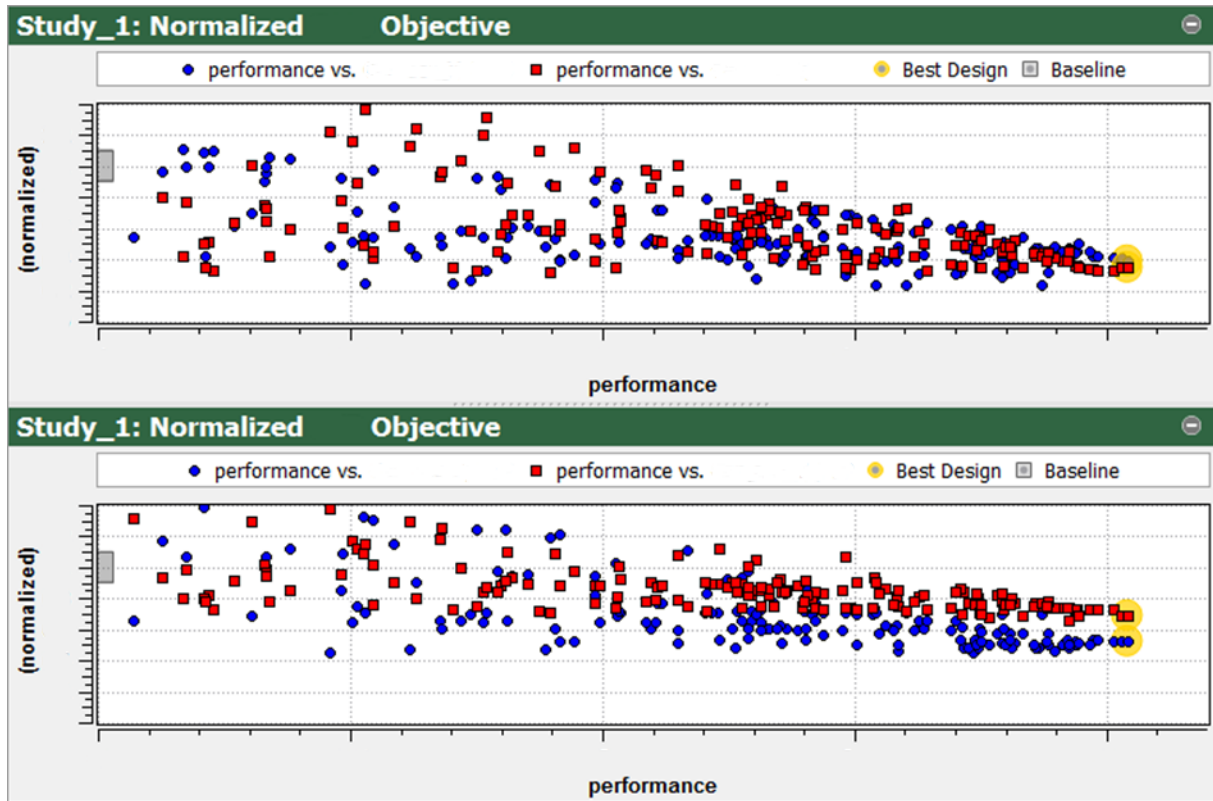 Study_1: Normalized Objective
performance vs. performance vs. Best Design Baseline
(normalized)
performance
Study_1: Normalized Objective
performance vs. performance vs. Best Design Baseline
(normalized)
performance